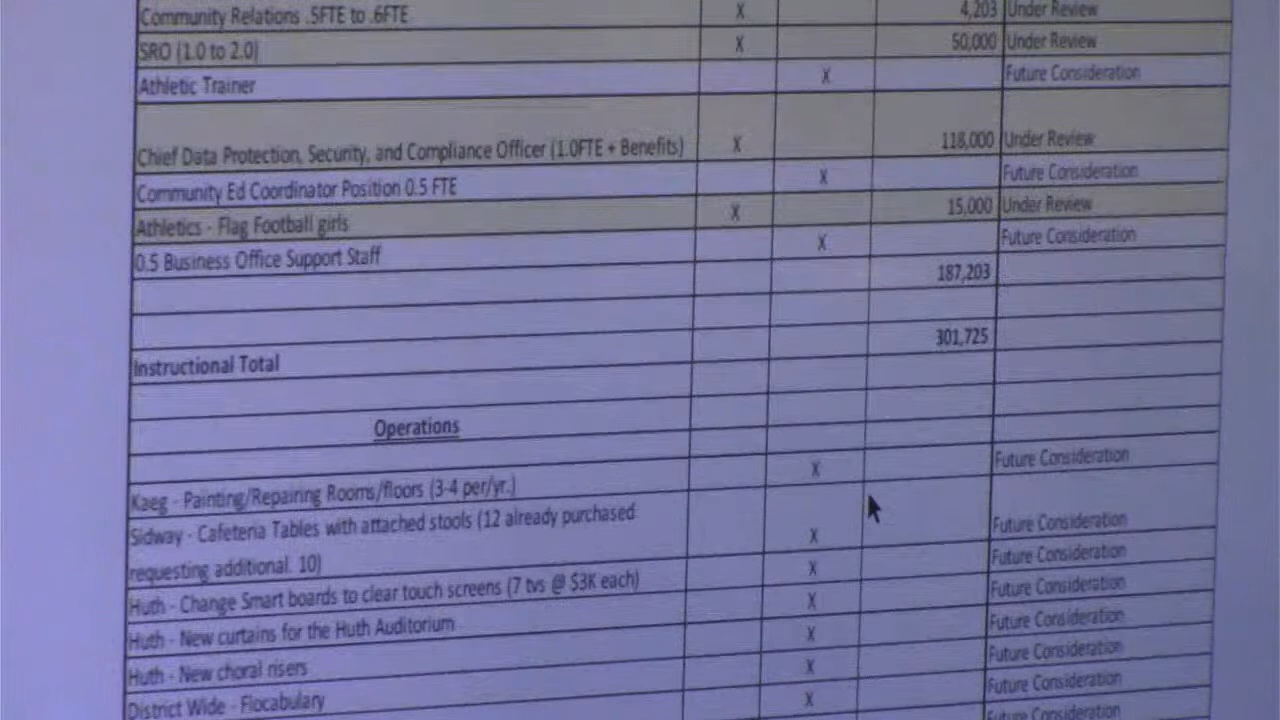 Community Relations .5FTE to .6FTE X 4,203 Under Review
SRO (1.0 to 2.0) X 50,000 Under Review
Athletic Trainer X Future Consideration
Chief Data Protection, Security, and Compliance Officer (1.0FTE + Benefits) X 118,000 Under Review
Community Ed Coordinator Position 0.5 FTE X Future Consideration
Athletics - Flag Football girls X 15,000 Under Review
0.5 Business Office Support Staff X Future Consideration
187,203
301,725
Instructional Total
Operations
Kaeg - Painting/Repairing Rooms/floors (3-4 per/yr.) X Future Consideration
Sidway - Cafeteria Tables with attached stools (12 already purchased
requesting additional. 10) X Future Consideration
Huth - Change Smart boards to clear touch screens (7 tvs @ $3K each) X Future Consideration
Huth - New curtains for the Huth Auditorium X Future Consideration
Huth - New choral risers X Future Consideration
District Wide - Flocabulary X Future Consideration
X Future Consideration
Future Consideration